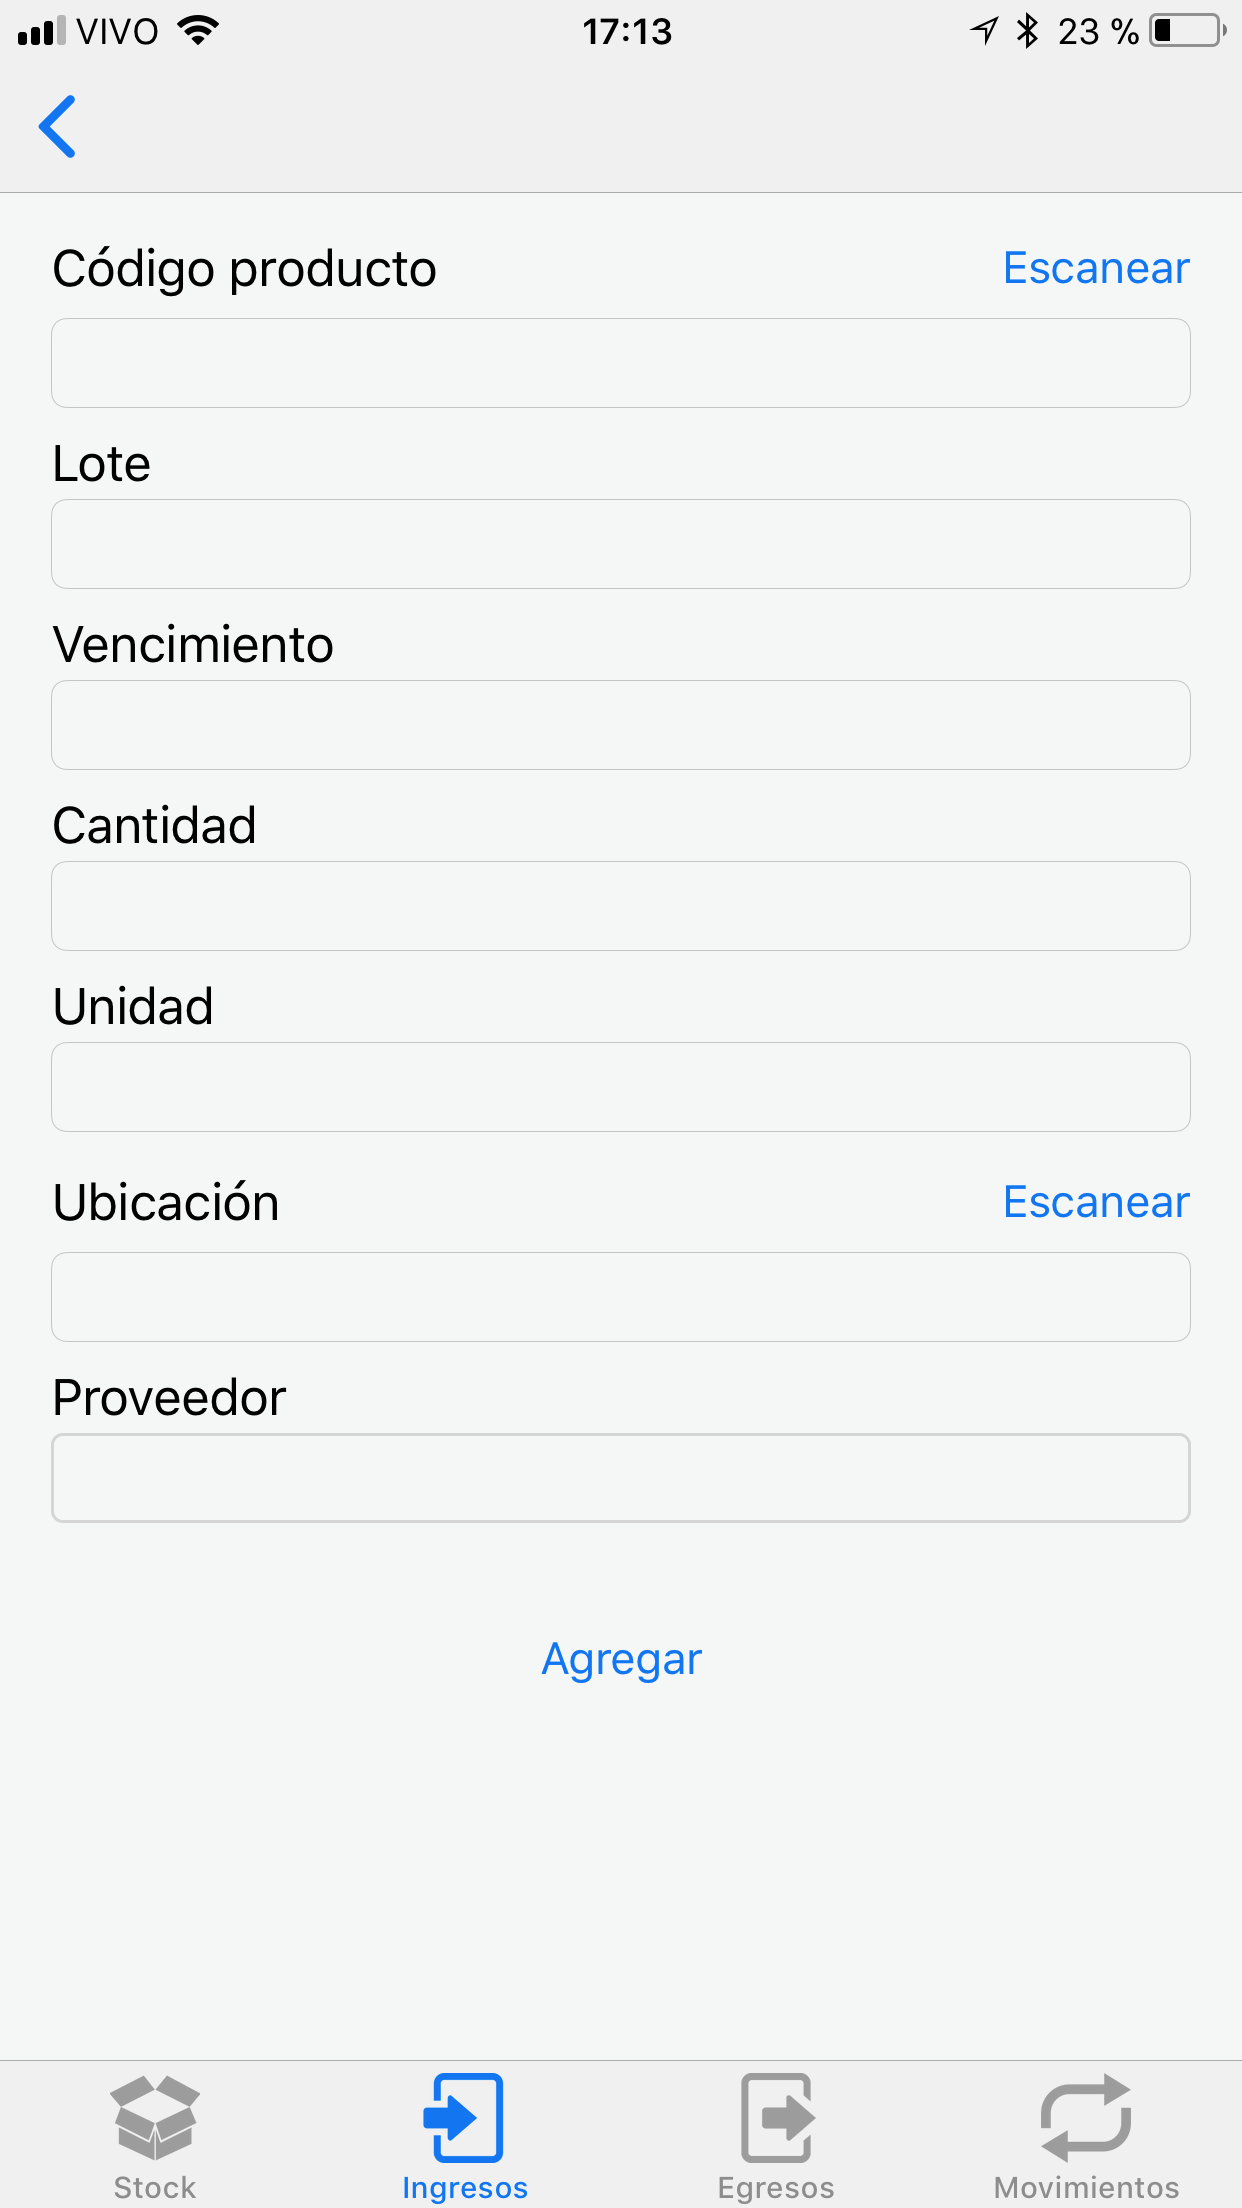 VIVO 17:13 23 %
Código producto Escanear
Lote
Vencimiento
Cantidad
Unidad
Ubicación Escanear
Proveedor
Agregar
Stock Ingresos Egresos Movimientos